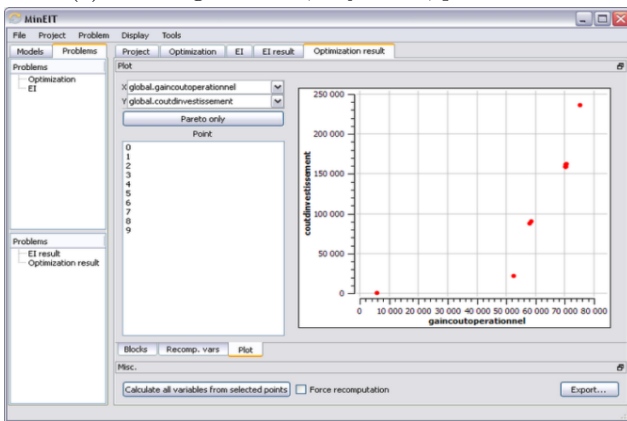 MinEIT
File Project Problem Display Tools
Models Problems
Project Optimization EI EI result Optimization result
Problems
Optimization
EI
Problems
EI result
Optimization result
Plot
X global.gaincoutoperationnel
Y global.coutdinvestissement
Pareto only
Point
0
1
2
3
4
5
6
7
8
9
250 000
200 000
150 000
100 000
50 000
0
coutdinvestissement
0 10 000 20 000 30 000 40 000 50 000 60 000 70 000 80 000
gaincoutoperationnel
Blocks Recomp. vars Plot
Misc.
Calculate all variables from selected points Force recomputation Export...